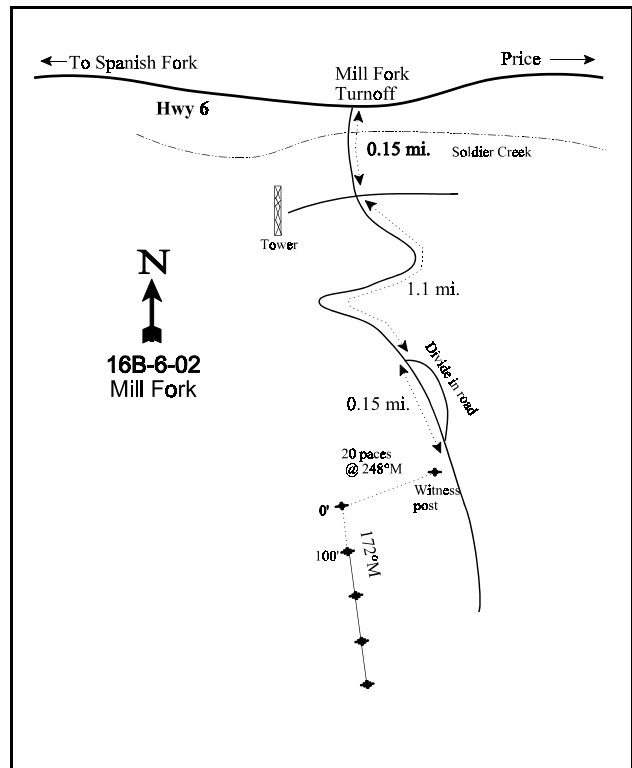 To Spanish Fork
Price
Mill Fork
Turnoff
Hwy 6
0.15 mi.
Soldier Creek
Tower
N
1.1 mi.
16B-6-02
Mill Fork
Divide in road
0.15 mi.
20 paces
@ 248°M
Witness
post
0'
172°M
100'